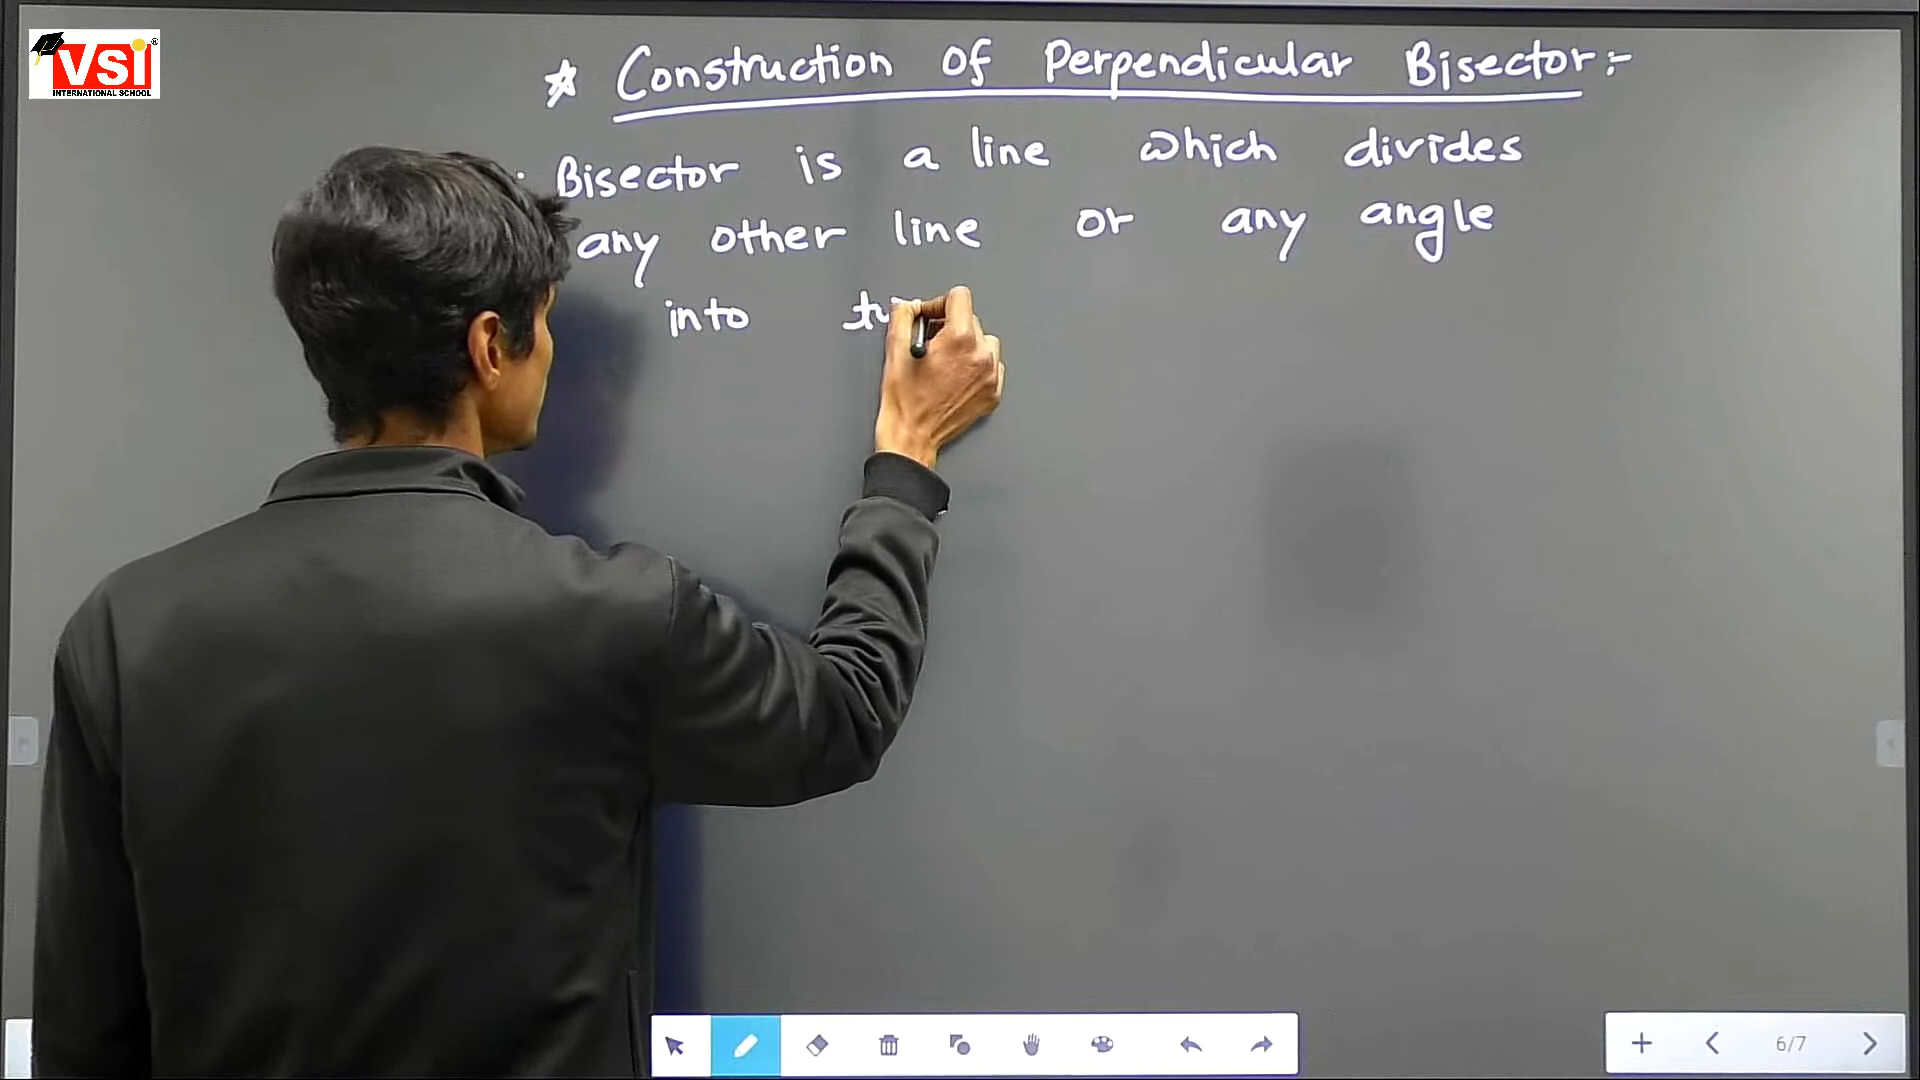 VSI
INTERNATIONAL SCHOOL
☆ Construction of Perpendicular Bisector:-
Bisector is a line which divides
any other line or any angle
into
6/7